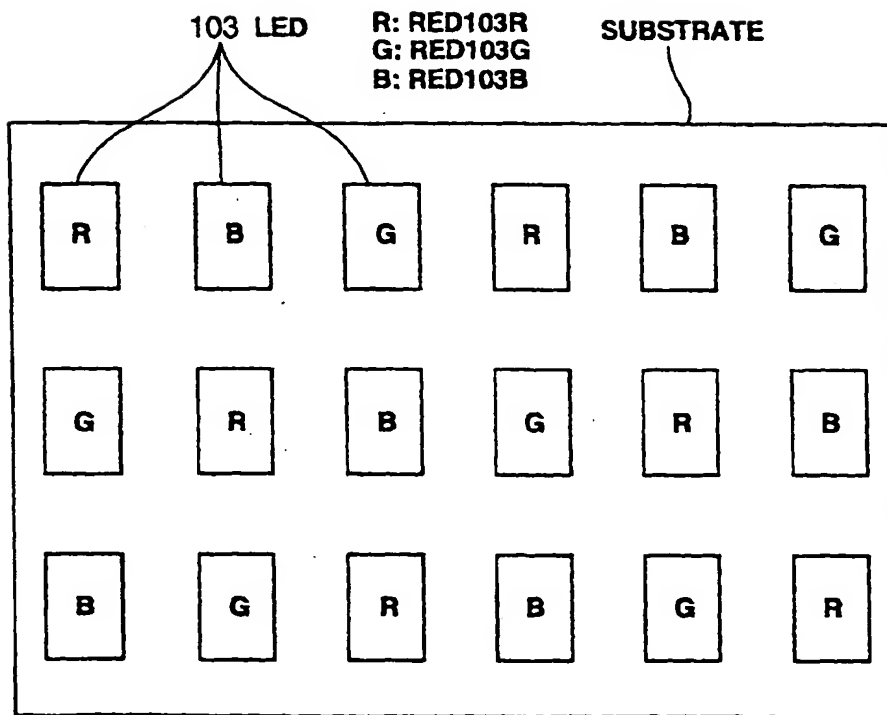 103 LED
R: RED103R
G: RED103G
B: RED103B
SUBSTRATE
R B G R B G
G R B G R B
B G R B G R